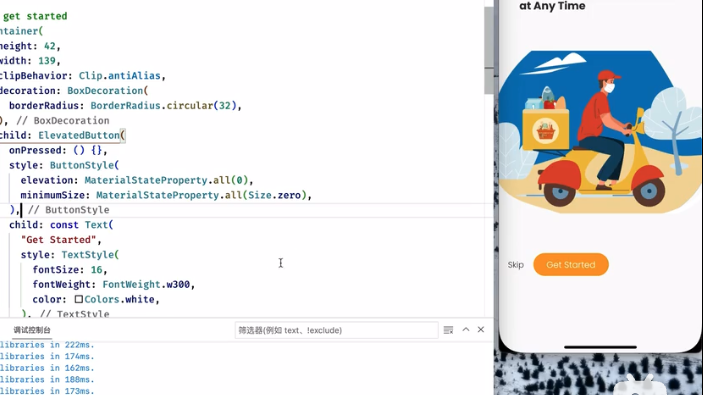 get started
ntainer(
height: 42,
width: 139,
clipBehavior: Clip.antiAlias,
decoration: BoxDecoration(
borderRadius: BorderRadius.circular(32),
), // BoxDecoration
child: ElevatedButton(
onPressed: () {},
style: ButtonStyle(
elevation: MaterialStateProperty.all(0),
minimumSize: MaterialStateProperty.all(Size.zero),
), // ButtonStyle
child: const Text(
"Get Started",
style: TextStyle(
fontSize: 16,
fontWeight: FontWeight.w300,
color: Colors.white,
), // TextStyle
调试控制台
筛选器(例如 text、!exclude)
libraries in 222ms.
libraries in 174ms.
libraries in 162ms.
libraries in 188ms.
libraries in 173ms.
at Any Time
Skip
Get Started